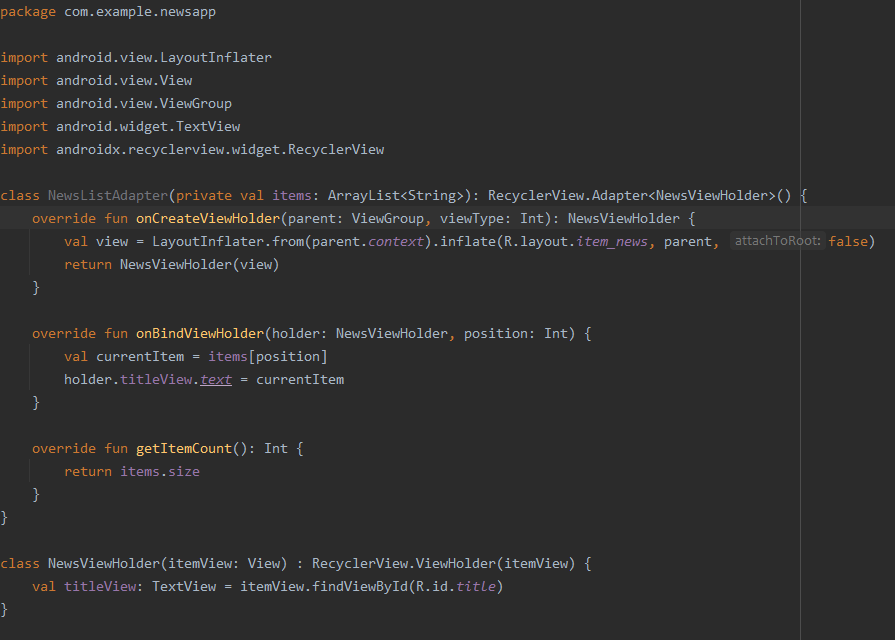 package com.example.newsapp
import android.view.LayoutInflater
import android.view.View
import android.view.ViewGroup
import android.widget.TextView
import androidx.recyclerview.widget.RecyclerView
class NewsListAdapter(private val items: ArrayList<String>): RecyclerView.Adapter<NewsViewHolder>() {
override fun onCreateViewHolder(parent: ViewGroup, viewType: Int): NewsViewHolder {
val view = LayoutInflater.from(parent.context).inflate(R.layout.item_news, parent, attachToRoot: false)
return NewsViewHolder(view)
}
override fun onBindViewHolder(holder: NewsViewHolder, position: Int) {
val currentItem = items[position]
holder.titleView.text = currentItem
}
override fun getItemCount(): Int {
return items.size
}
}
class NewsViewHolder(itemView: View) : RecyclerView.ViewHolder(itemView) {
val titleView: TextView = itemView.findViewById(R.id.title)
}